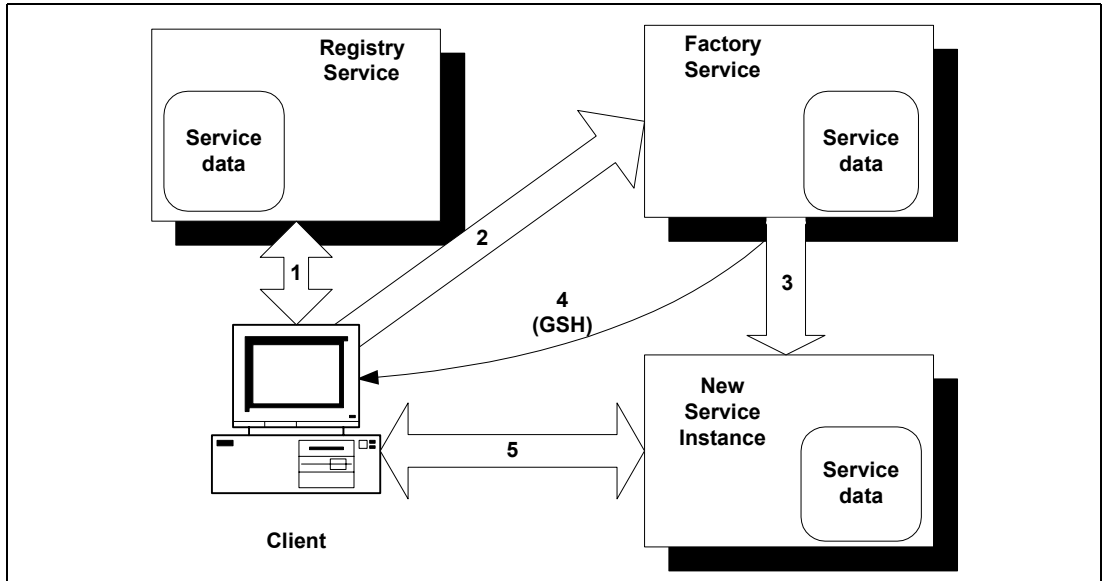 Registry
Service
Service
data
Factory
Service
Service
data
1
2
3
4
(GSH)
5
New
Service
Instance
Service
data
Client